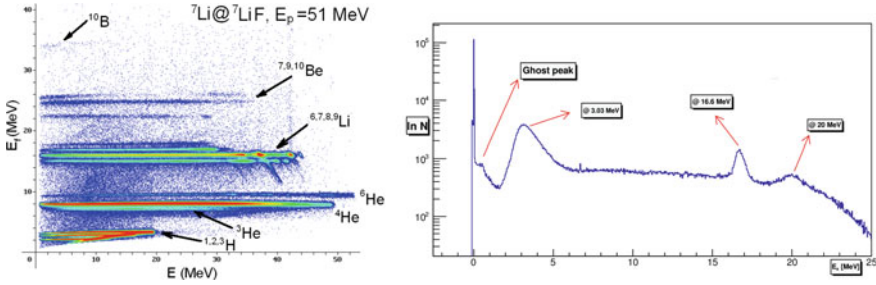 ⁷Li@⁷LiF, Eₚ=51 MeV
¹⁰B
⁷,⁹,¹⁰Be
⁶,⁷,⁸,⁹Li
⁶He
⁴He
³He
¹,²,³H
E_f (MeV)
40
30
20
10
0
0 10 20 30 40 50
E (MeV)
Ghost peak
@ 3.03 MeV
@ 16.6 MeV
@ 20 MeV
ln N
10⁵
10⁴
10³
10²
0 5 10 15 20 25
Eₓ [MeV]